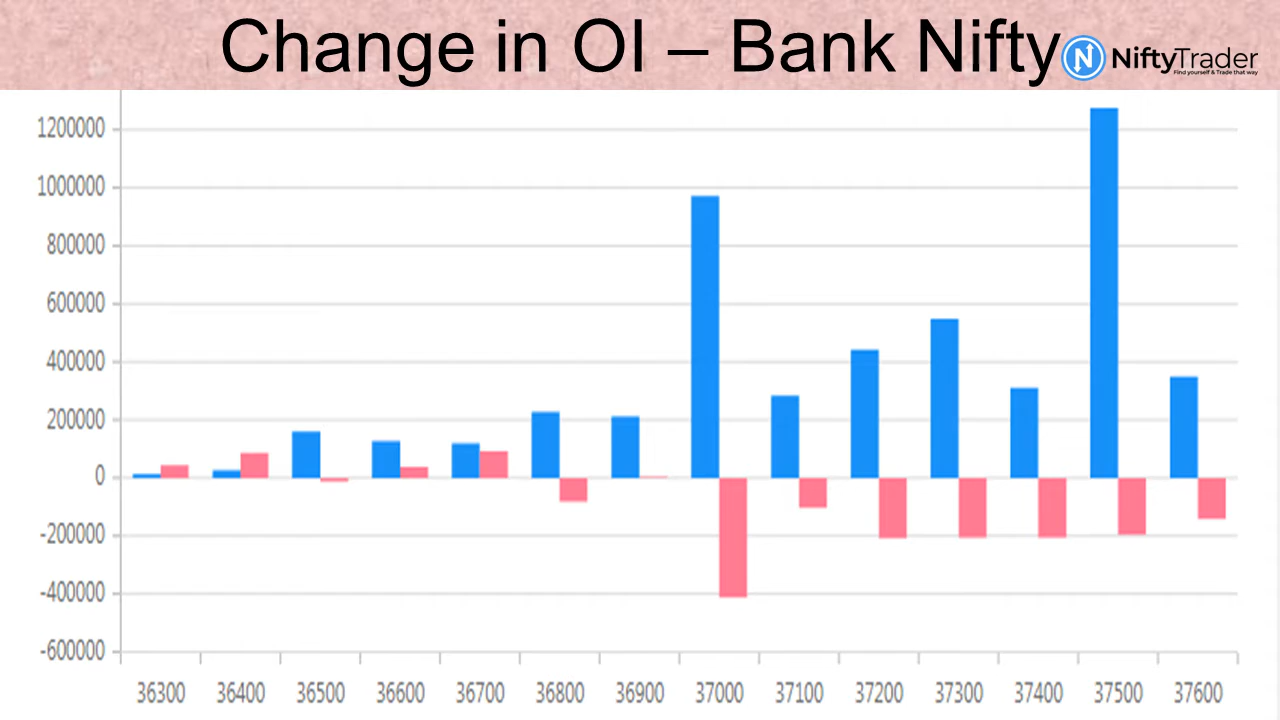 Change in OI – Bank Nifty
NiftyTrader
Find yourself & Trade that way
1200000
1000000
800000
600000
400000
200000
0
-200000
-400000
-600000
36300 36400 36500 36600 36700 36800 36900 37000 37100 37200 37300 37400 37500 37600